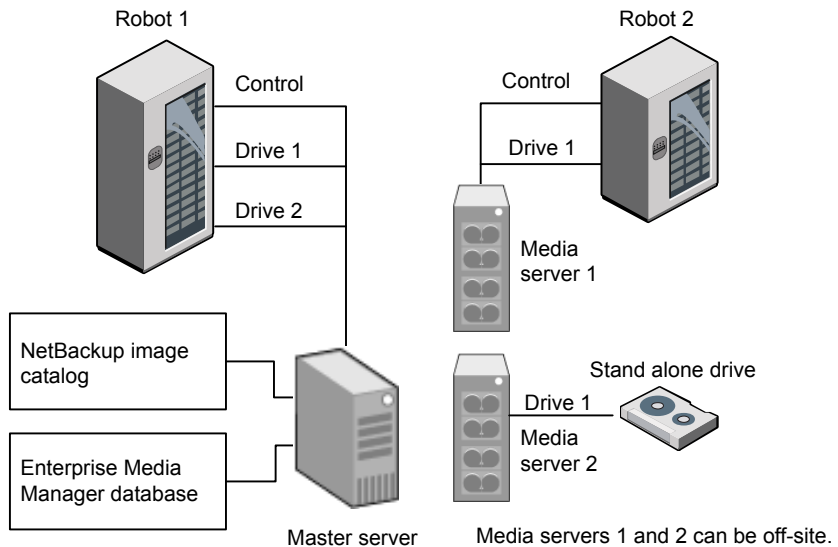 Robot 1
Control
Drive 1
Drive 2
NetBackup image
catalog
Enterprise Media
Manager database
Master server
Robot 2
Control
Drive 1
Media
server 1
Stand alone drive
Drive 1
Media
server 2
Media servers 1 and 2 can be off-site.